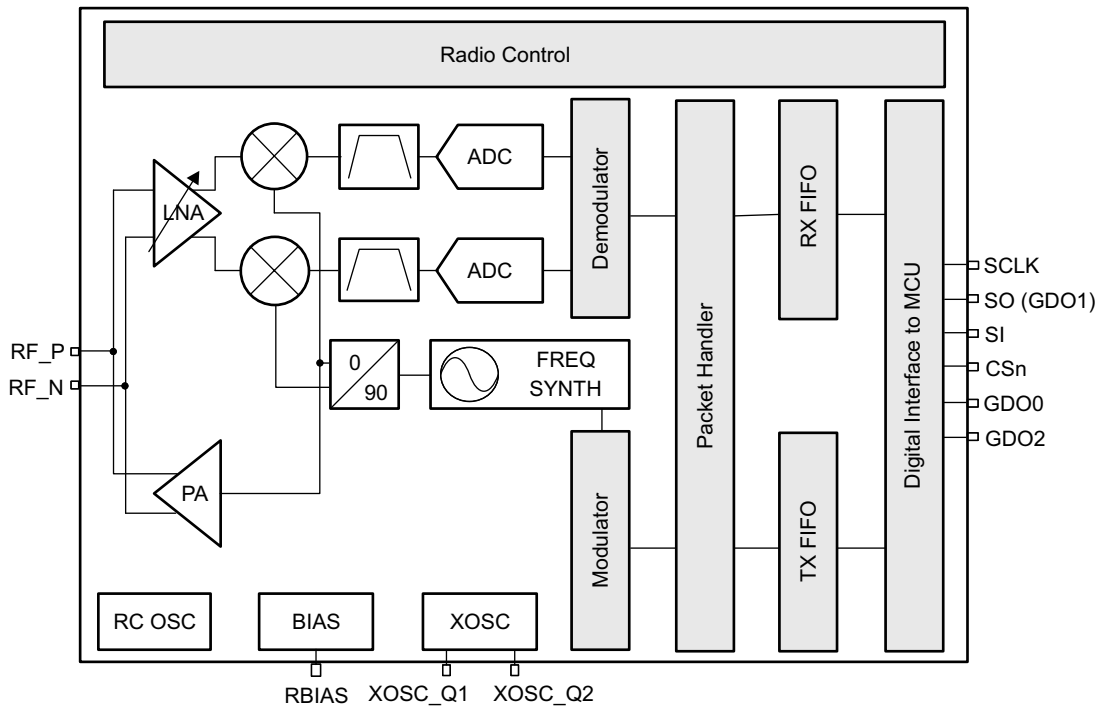 Radio Control
LNA
ADC
ADC
Demodulator
Packet Handler
RX FIFO
Digital Interface to MCU
SCLK
SO (GDO1)
SI
CSn
GDO0
GDO2
RF_P
RF_N
0
90
FREQ
SYNTH
PA
Modulator
TX FIFO
RC OSC
BIAS
XOSC
RBIAS
XOSC_Q1
XOSC_Q2